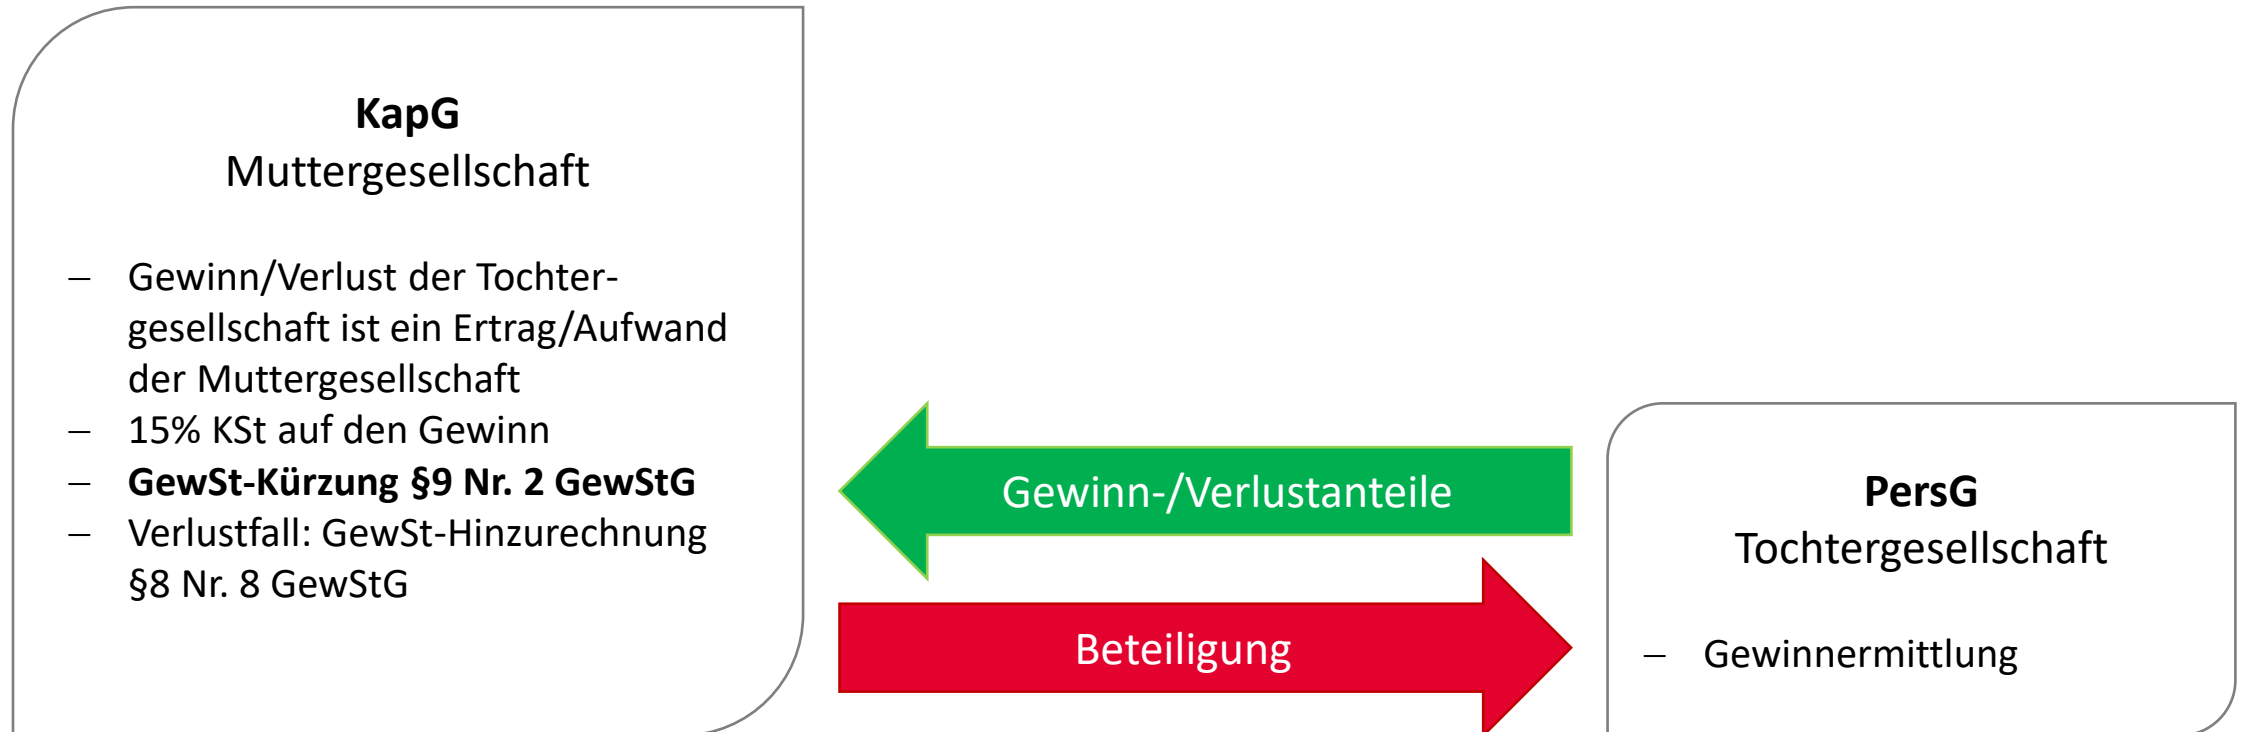 KapG
Muttergesellschaft
– Gewinn/Verlust der Tochter-
gesellschaft ist ein Ertrag/Aufwand
der Muttergesellschaft
– 15% KSt auf den Gewinn
– GewSt-Kürzung §9 Nr. 2 GewStG
– Verlustfall: GewSt-Hinzurechnung
§8 Nr. 8 GewStG
Gewinn-/Verlustanteile
Beteiligung
PersG
Tochtergesellschaft
– Gewinnermittlung